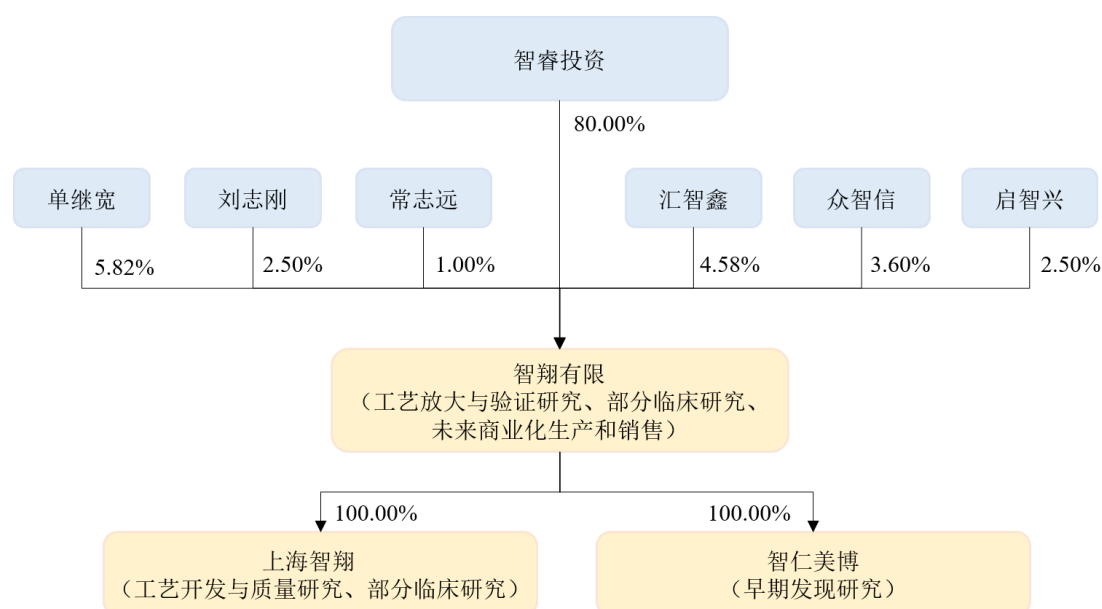 智睿投资
80.00%
单继宽
刘志刚
常志远
汇智鑫
众智信
启智兴
5.82%
2.50%
1.00%
4.58%
3.60%
2.50%
智翔有限
（工艺放大与验证研究、部分临床研究、
未来商业化生产和销售）
100.00%
100.00%
上海智翔
（工艺开发与质量研究、部分临床研究）
智仁美博
（早期发现研究）